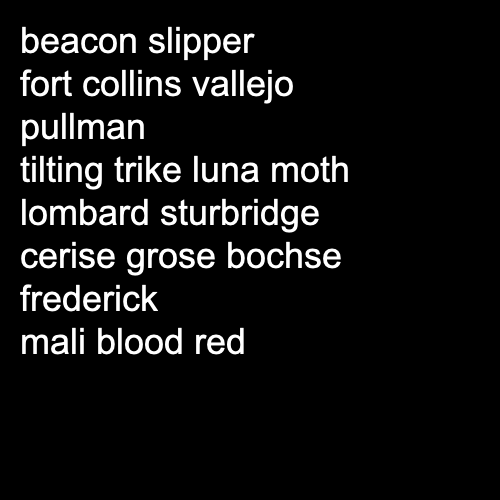 beacon slipper
fort collins vallejo
pullman
tilting trike luna moth
lombard sturbridge
cerise grose bochse
frederick
mali blood red